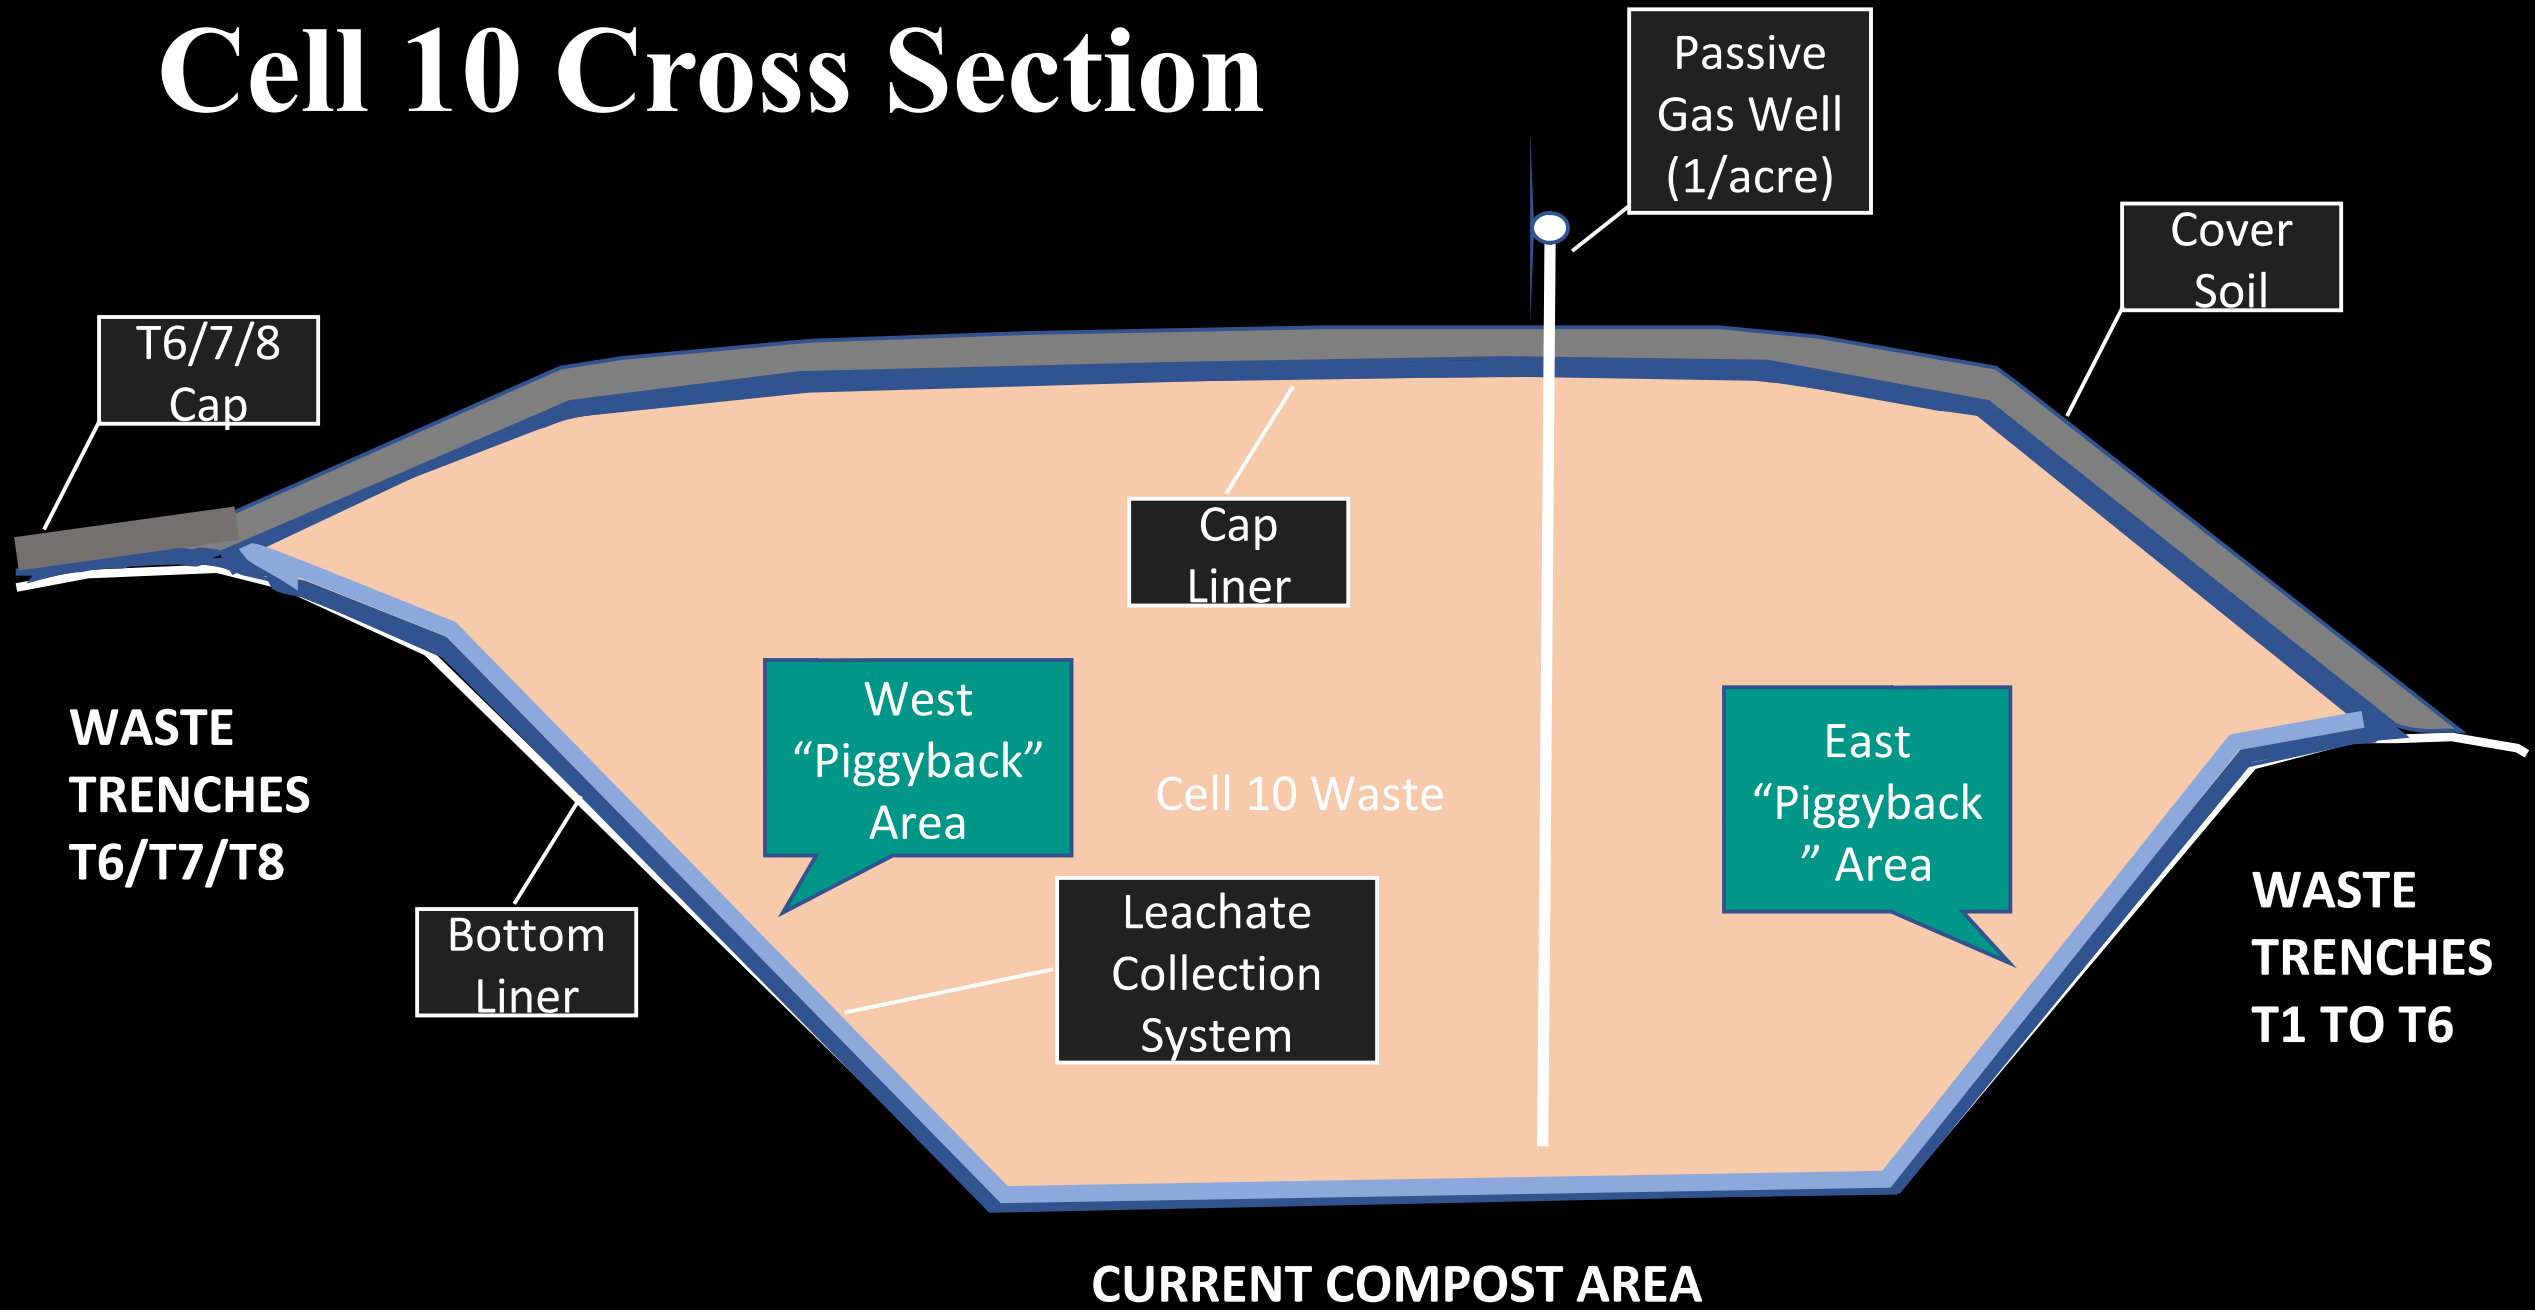 Cell 10 Cross Section
Passive
Gas Well
(1/acre)
Cover
Soil
T6/7/8
Cap
Cap
Liner
West
“Piggyback”
Area
East
“Piggyback
” Area
Cell 10 Waste
WASTE
TRENCHES
T6/T7/T8
Bottom
Liner
Leachate
Collection
System
WASTE
TRENCHES
T1 TO T6
CURRENT COMPOST AREA